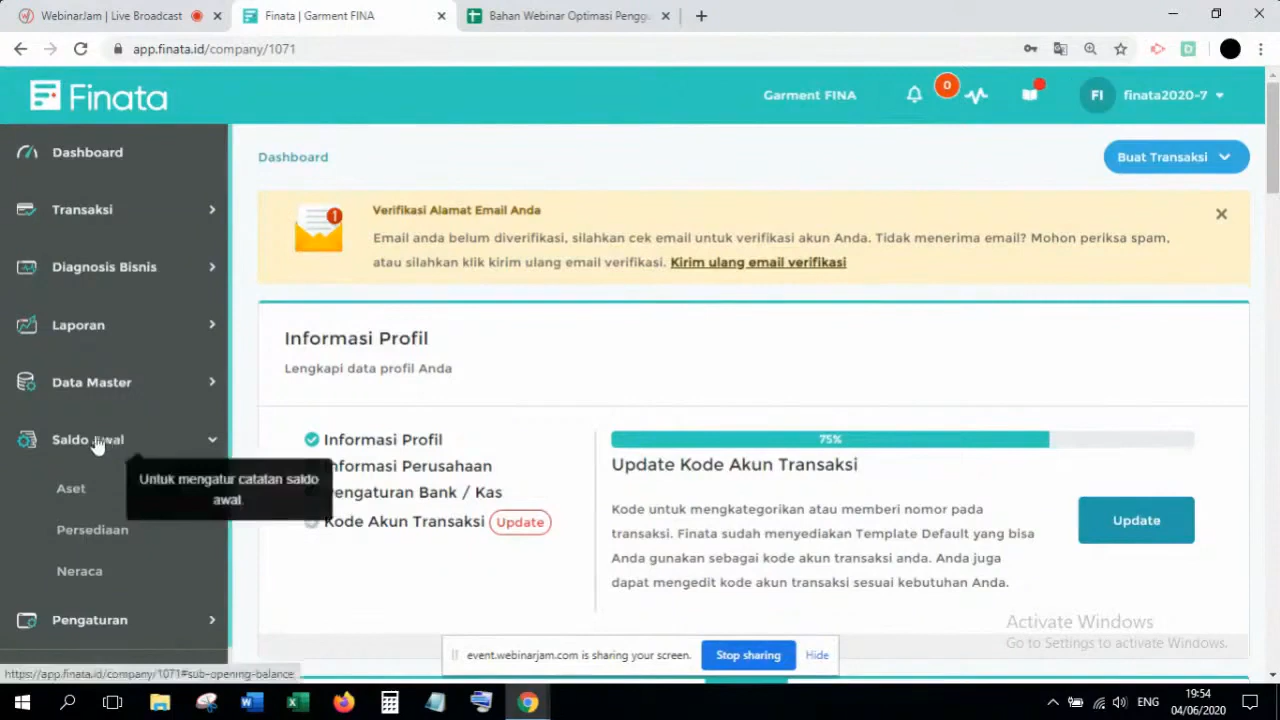 WebinarJam | Live Broadcast
Finata | Garment FINA
Bahan Webinar Optimasi Penggu
app.finata.id/company/1071
Finata
Garment FINA
0
FI
finata2020-7
Dashboard
Transaksi
Diagnosis Bisnis
Laporan
Data Master
Saldo Awal
Untuk mengatur catatan saldo
awal.
Aset
Persediaan
Neraca
Pengaturan
Dashboard
Buat Transaksi
1
Verifikasi Alamat Email Anda
Email anda belum diverifikasi, silahkan cek email untuk verifikasi akun Anda. Tidak menerima email? Mohon periksa spam,
atau silahkan klik kirim ulang email verifikasi. Kirim ulang email verifikasi
Informasi Profil
Lengkapi data profil Anda
Informasi Profil
Informasi Perusahaan
Pengaturan Bank / Kas
Kode Akun Transaksi Update
75%
Update Kode Akun Transaksi
Kode untuk mengkategorikan atau memberi nomor pada
transaksi. Finata sudah menyediakan Template Default yang bisa
Anda gunakan sebagai kode akun transaksi anda. Anda juga
dapat mengedit kode akun transaksi sesuai kebutuhan Anda.
Update
Activate Windows
Go to Settings to activate Windows.
event.webinarjam.com is sharing your screen.
Stop sharing
Hide
https://app.finata.id/company/1071#sub-opening-balance
ENG
19:54
04/06/2020